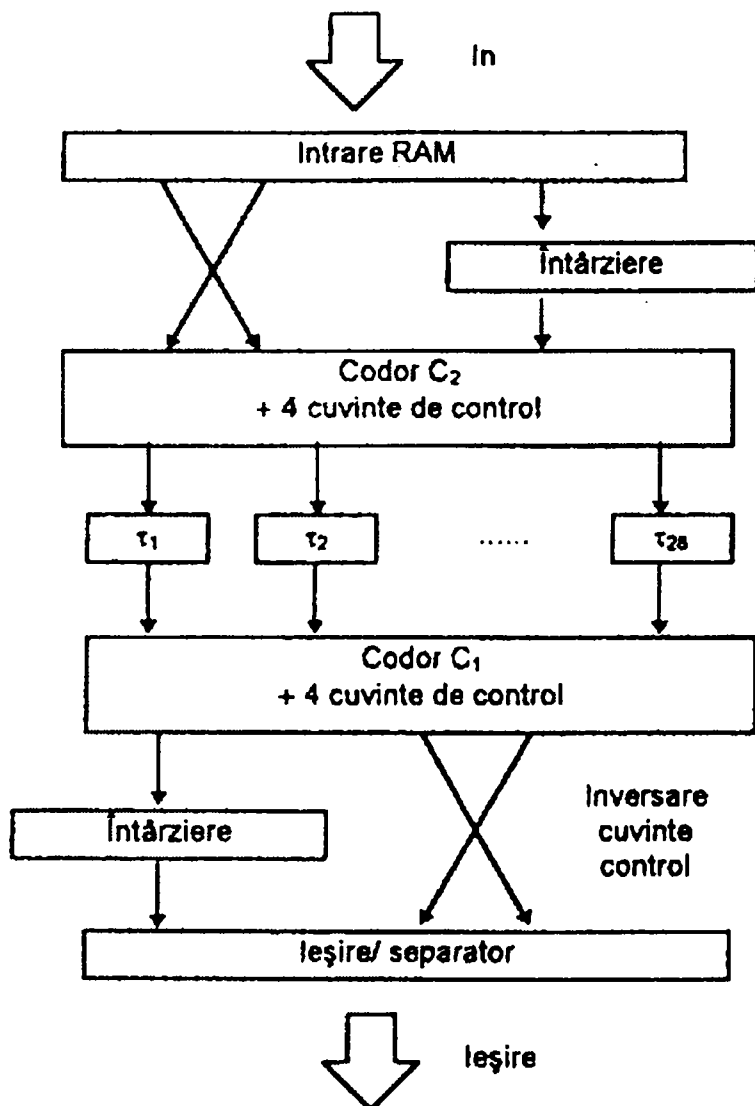 In
Intrare RAM
Întârziere
Codor C₂
+ 4 cuvinte de control
τ₁ τ₂ ...... τ₂₈
Codor C₁
+ 4 cuvinte de control
Întârziere
Inversare
cuvinte
control
Ieşire/ separator
Ieşire